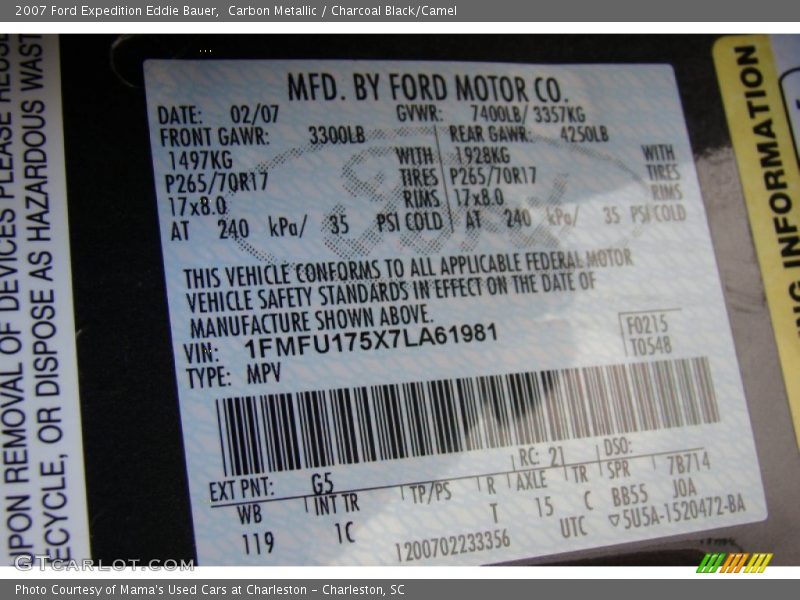 2007 Ford Expedition Eddie Bauer, Carbon Metallic / Charcoal Black/Camel
MFD. BY FORD MOTOR CO.
DATE: 02/07 GVWR: 7400LB/ 3357KG
FRONT GAWR: 3300LB REAR GAWR: 4250LB
1497KG WITH 1928KG WITH
P265/70R17 TIRES P265/70R17 TIRES
17x8.0 RIMS 17x8.0 RIMS
AT 240 kPa/ 35 PSI COLD AT 240 kPa/ 35 PSI COLD
THIS VEHICLE CONFORMS TO ALL APPLICABLE FEDERAL MOTOR
VEHICLE SAFETY STANDARDS IN EFFECT ON THE DATE OF
MANUFACTURE SHOWN ABOVE.
VIN: 1FMFU175X7LA61981
F0215
T0548
TYPE: MPV
EXT PNT: G5 RC: 21 DSO:
WB INT TR TP/PS R AXLE TR SPR 7B714
119 1C T 15 C BB55 JOA
1200702233356 UTC ▽5U5A-1520472-BA
UPON REMOVAL OF DEVICES PLEASE
RECYCLE, OR DISPOSE AS HAZARDOUS
INFORMATION
GTCarLot.com
Photo Courtesy of Mama's Used Cars at Charleston - Charleston, SC